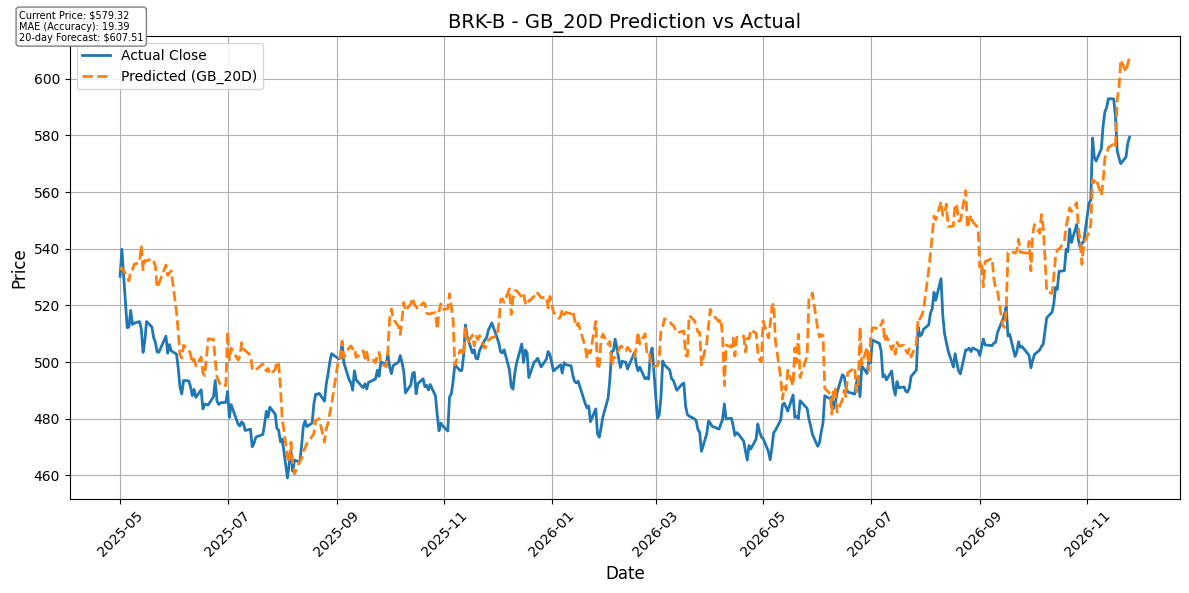 BRK-B - GB_20D Prediction vs Actual
Current Price: $579.32
MAE (Accuracy): 19.39
20-day Forecast: $607.51
Actual Close
Predicted (GB_20D)
Price
600
580
560
540
520
500
480
460
2025-05
2025-07
2025-09
2025-11
2026-01
2026-03
2026-05
2026-07
2026-09
2026-11
Date